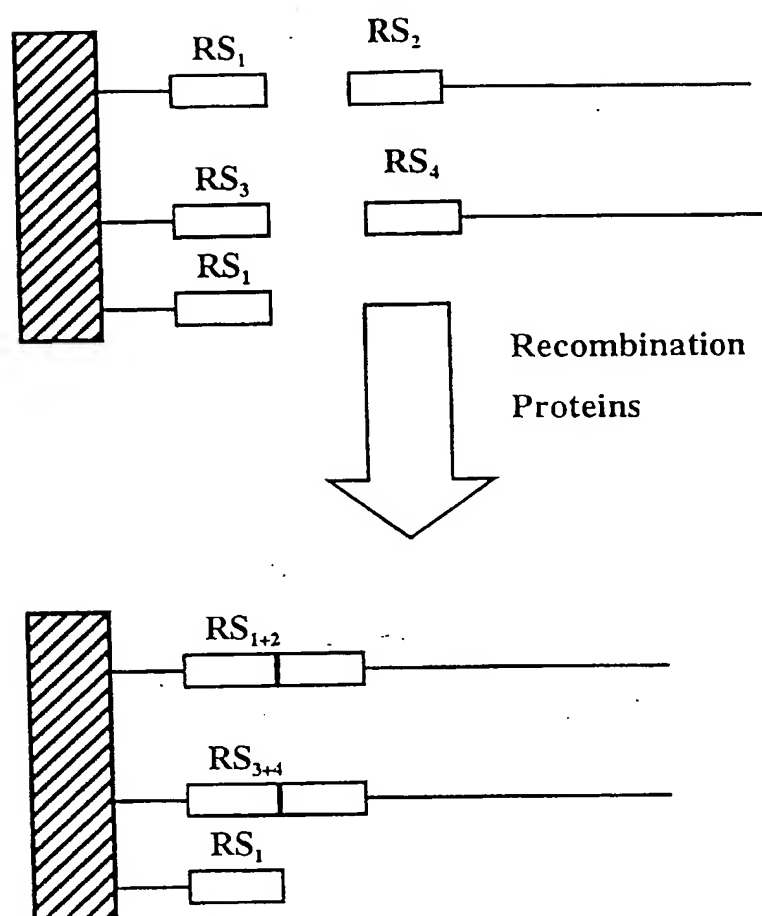 RS₁
RS₂
RS₃
RS₄
RS₁
Recombination
Proteins
RS₁₊₂
RS₃₊₄
RS₁